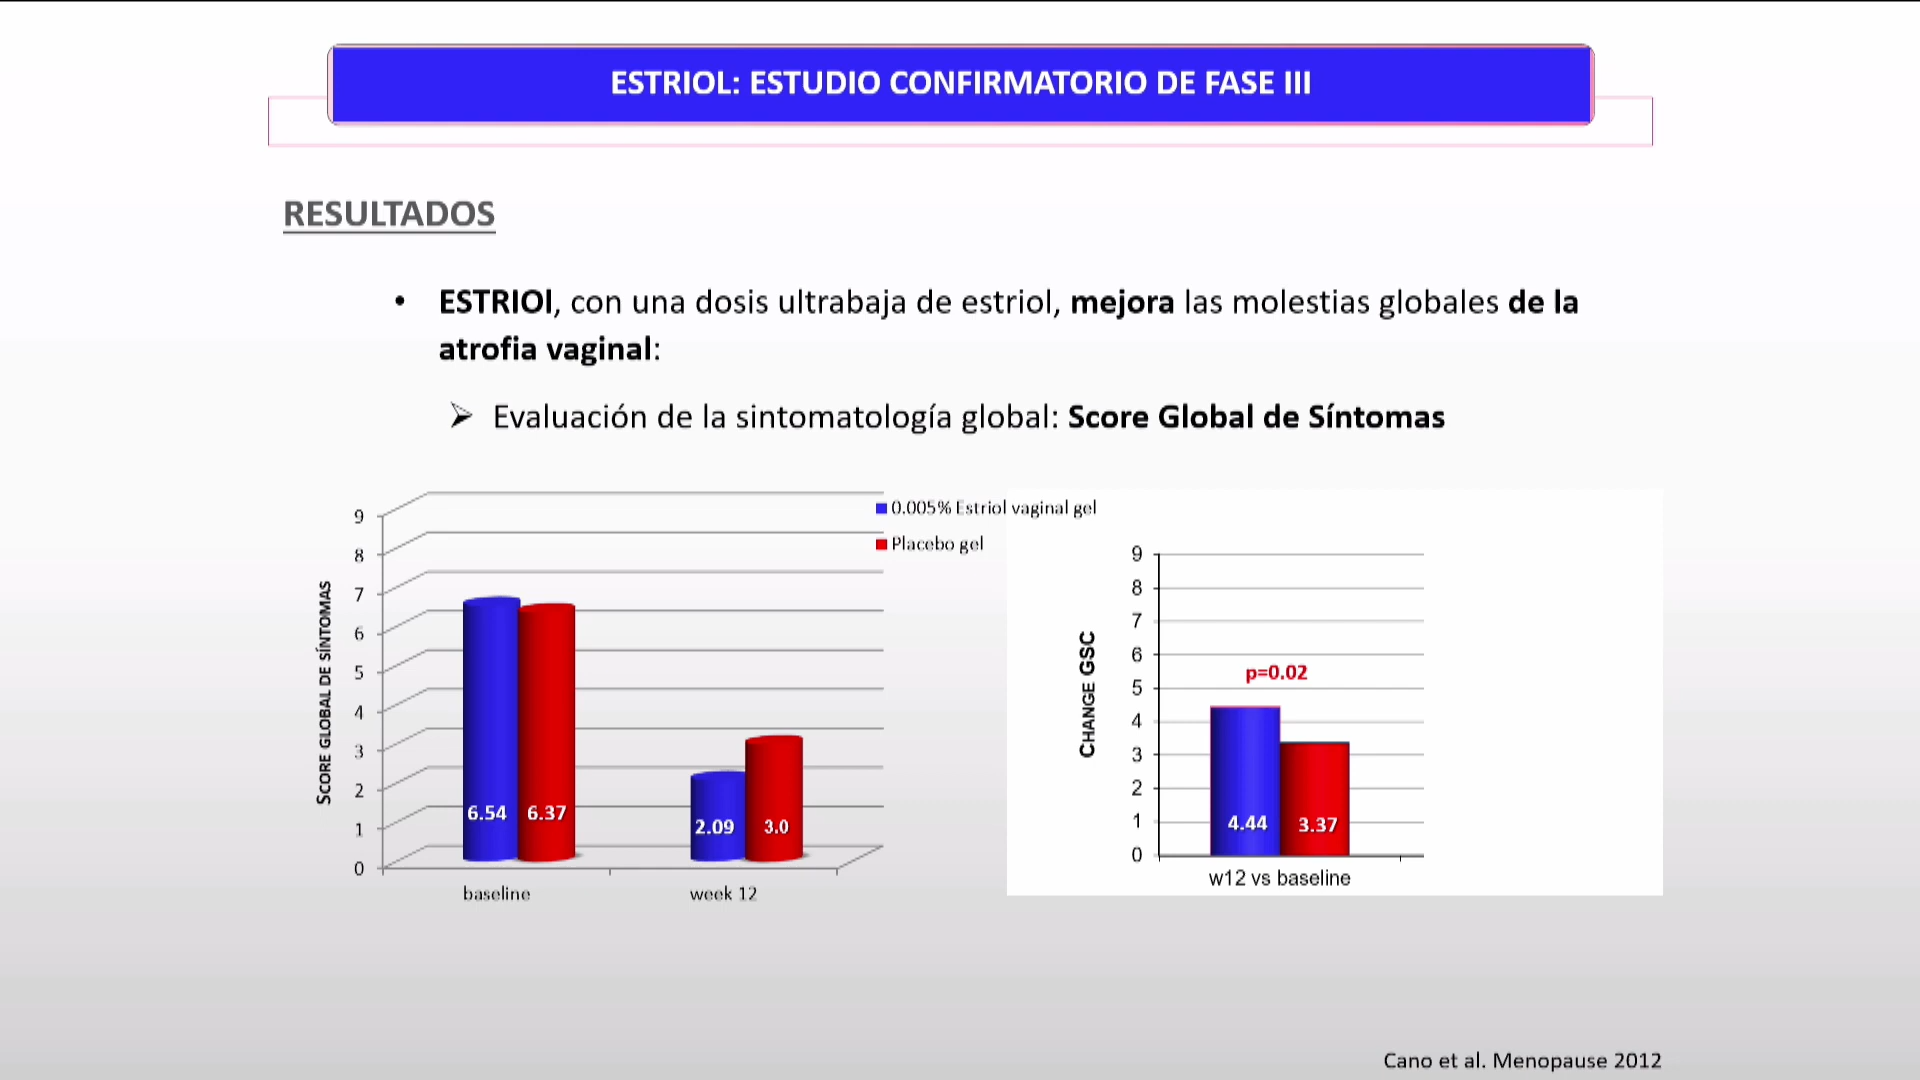 ESTRIOL: ESTUDIO CONFIRMATORIO DE FASE III
RESULTADOS
• ESTRIOl, con una dosis ultrabaja de estriol, mejora las molestias globales de la
atrofia vaginal:
➢ Evaluación de la sintomatología global: Score Global de Síntomas
SCORE GLOBAL DE SÍNTOMAS
9
8
7
6
5
4
3
2
1
0
6.54 6.37
2.09 3.0
baseline week 12
0.005% Estriol vaginal gel
Placebo gel
CHANGE GSC
9
8
7
6
5
4
3
2
1
0
p=0.02
4.44 3.37
w12 vs baseline
Cano et al. Menopause 2012